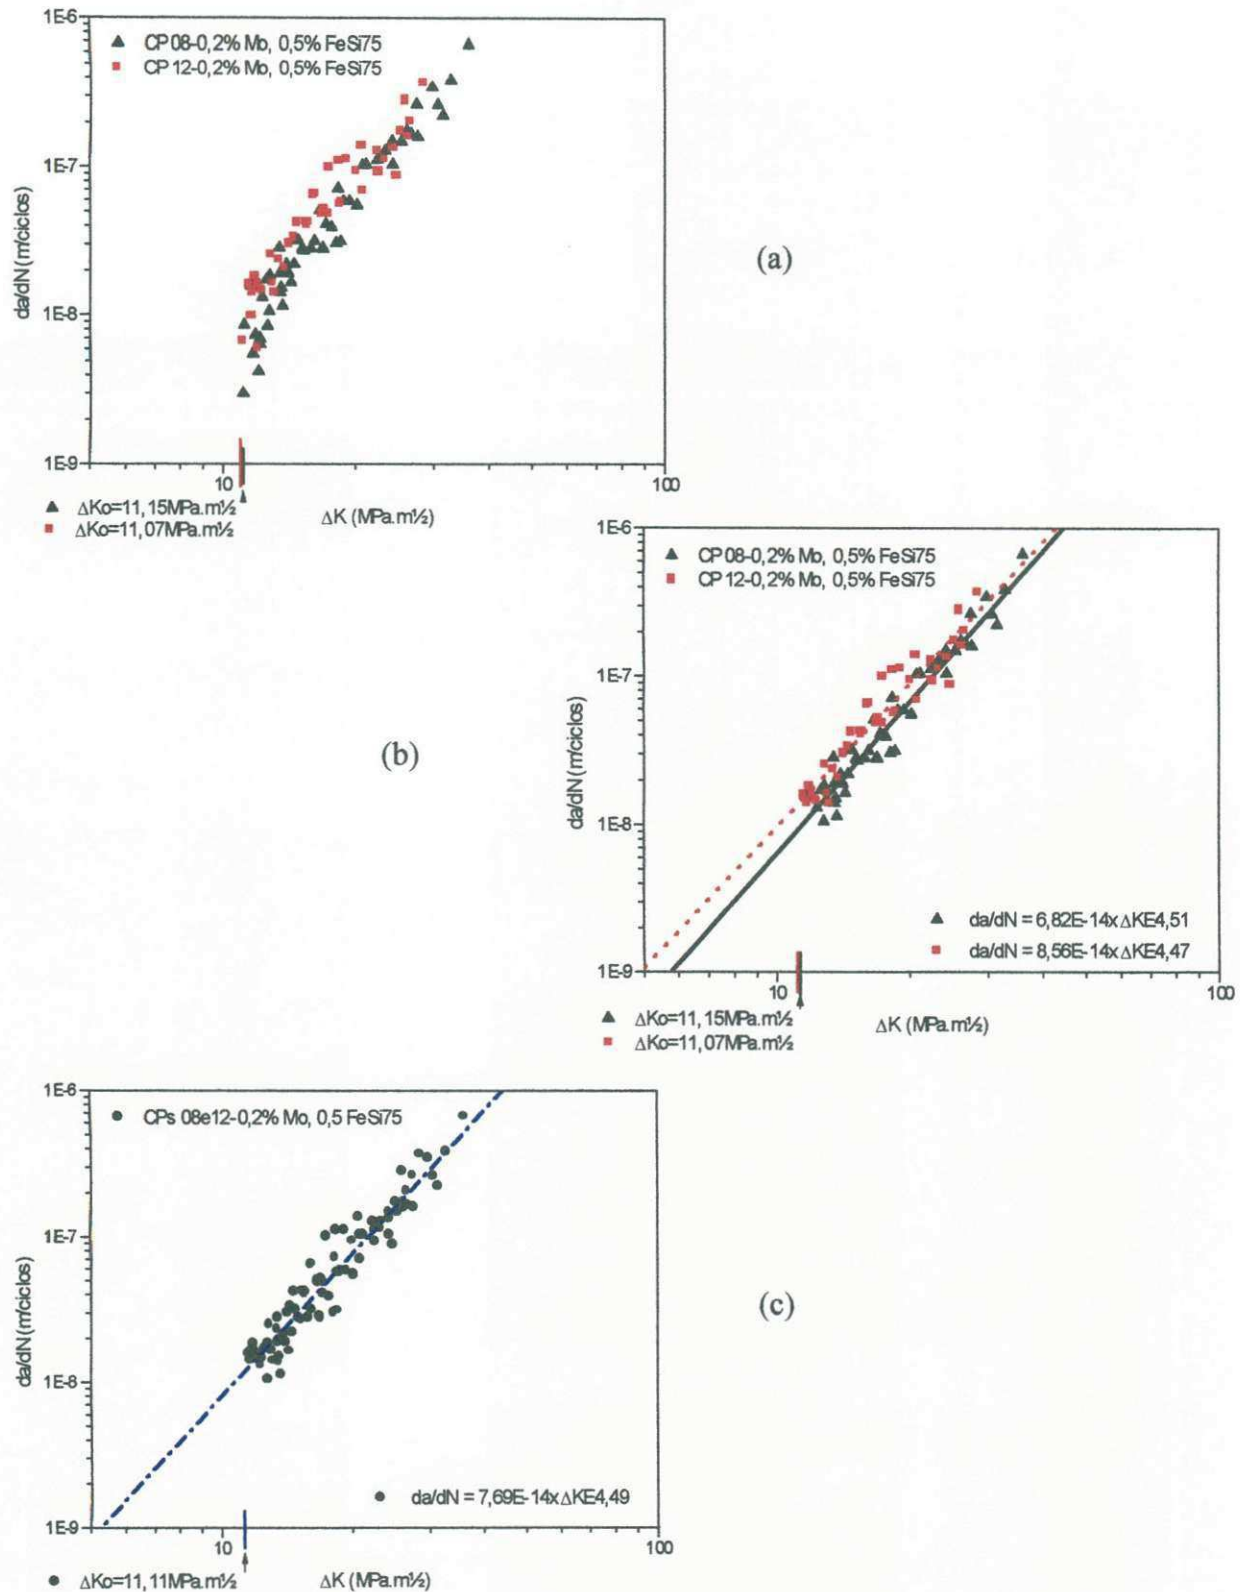 1E-6
CP 08-0,2% Mo, 0,5% FeSi75
CP 12-0,2% Mo, 0,5% FeSi75
1E-7
da/dN (m/ciclos)
(a)
1E-8
1E-9
10
100
ΔKo=11,15MPa.m½
ΔKo=11,07MPa.m½
ΔK (MPa.m½)
1E-6
CP 08-0,2% Mo, 0,5% FeSi75
CP 12-0,2% Mo, 0,5% FeSi75
1E-7
(b)
da/dN (m/ciclos)
1E-8
da/dN = 6,82E-14xΔKE4,51
da/dN = 8,56E-14xΔKE4,47
1E-9
10
100
ΔKo=11,15MPa.m½
ΔKo=11,07MPa.m½
ΔK (MPa.m½)
1E-6
CPs 08e12-0,2% Mo, 0,5 FeSi75
1E-7
da/dN (m/ciclos)
(c)
1E-8
da/dN = 7,69E-14xΔKE4,49
1E-9
10
100
ΔKo=11,11MPa.m½
ΔK (MPa.m½)